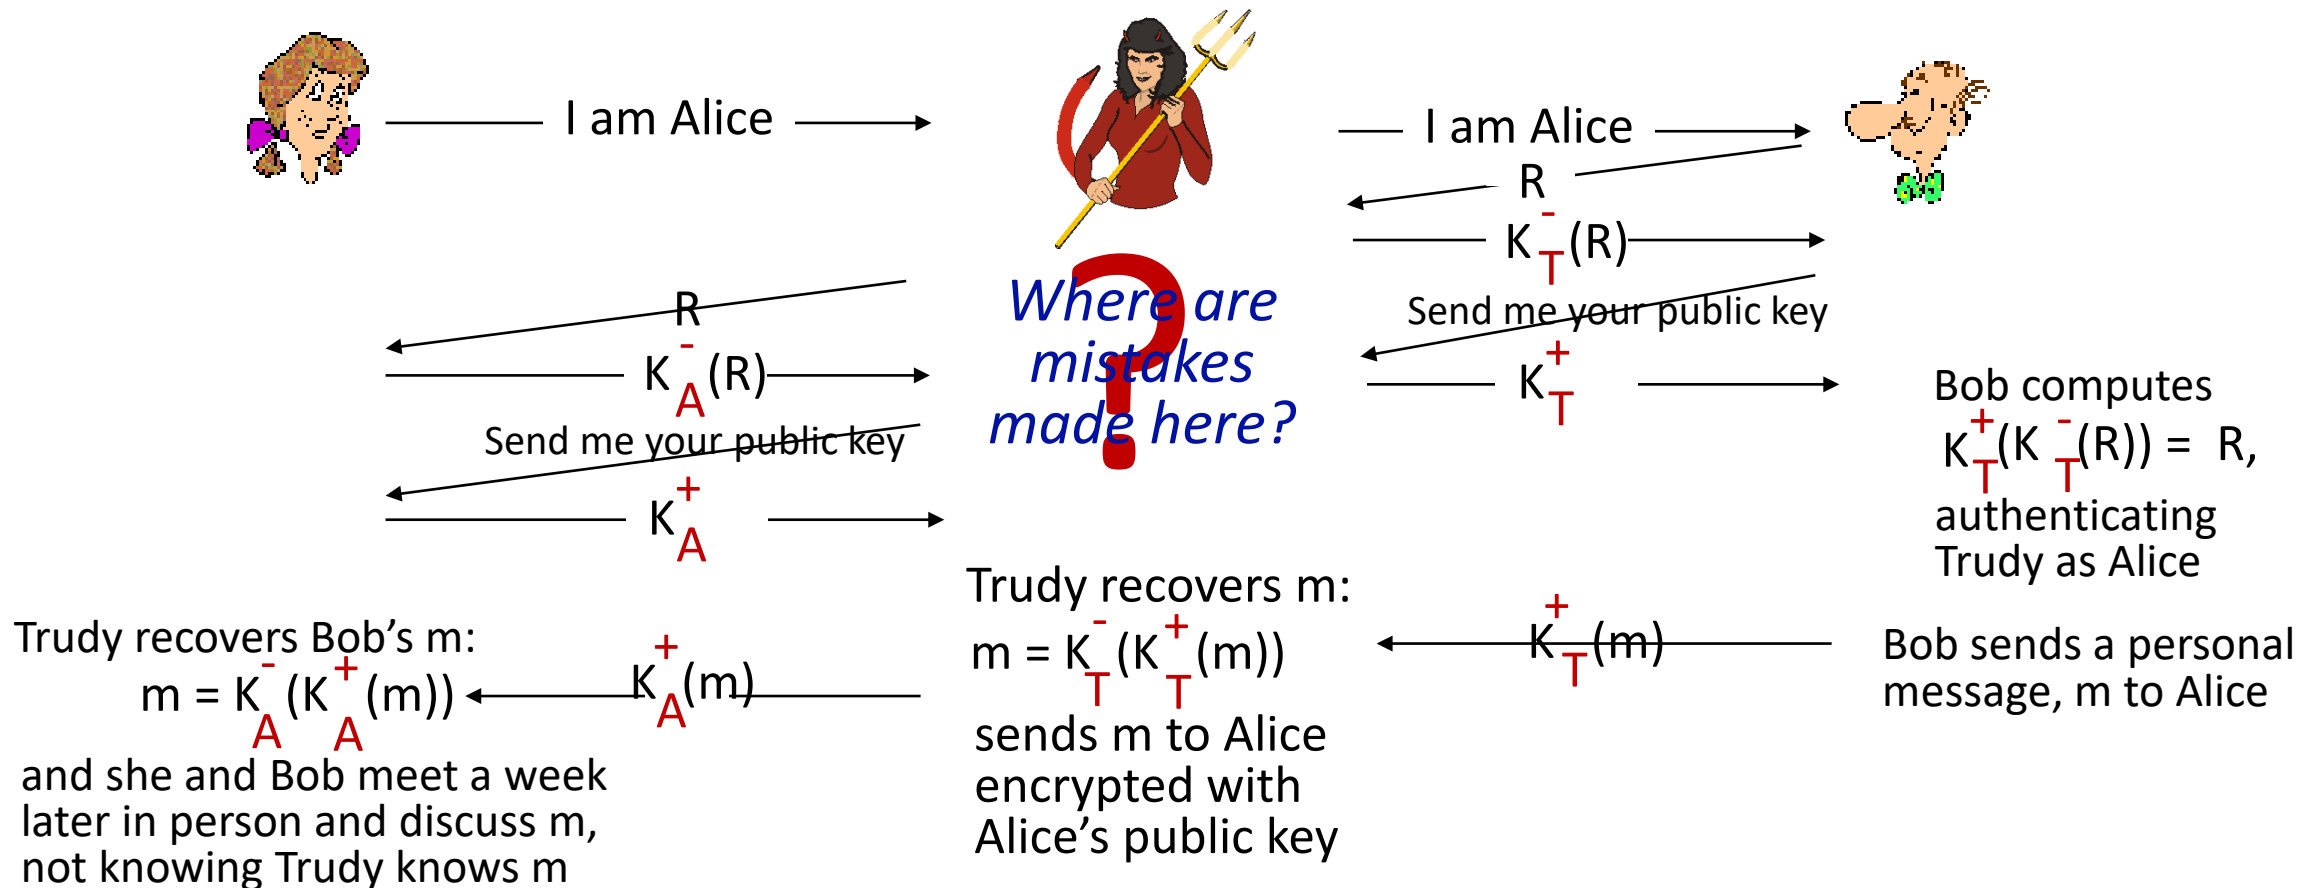 I am Alice
I am Alice
R
K⁻T(R)
R
Send me your public key
K⁻A(R)
K⁺T
Send me your public key
K⁺A
Where are
mistakes
made here?
?
Bob computes
K⁺T(K⁻T(R)) = R,
authenticating
Trudy as Alice
Trudy recovers m:
m = K⁻T(K⁺T(m))
sends m to Alice
encrypted with
Alice’s public key
K⁺T(m)
Bob sends a personal
message, m to Alice
Trudy recovers Bob’s m:
m = K⁻A(K⁺A(m))
K⁺A(m)
and she and Bob meet a week
later in person and discuss m,
not knowing Trudy knows m